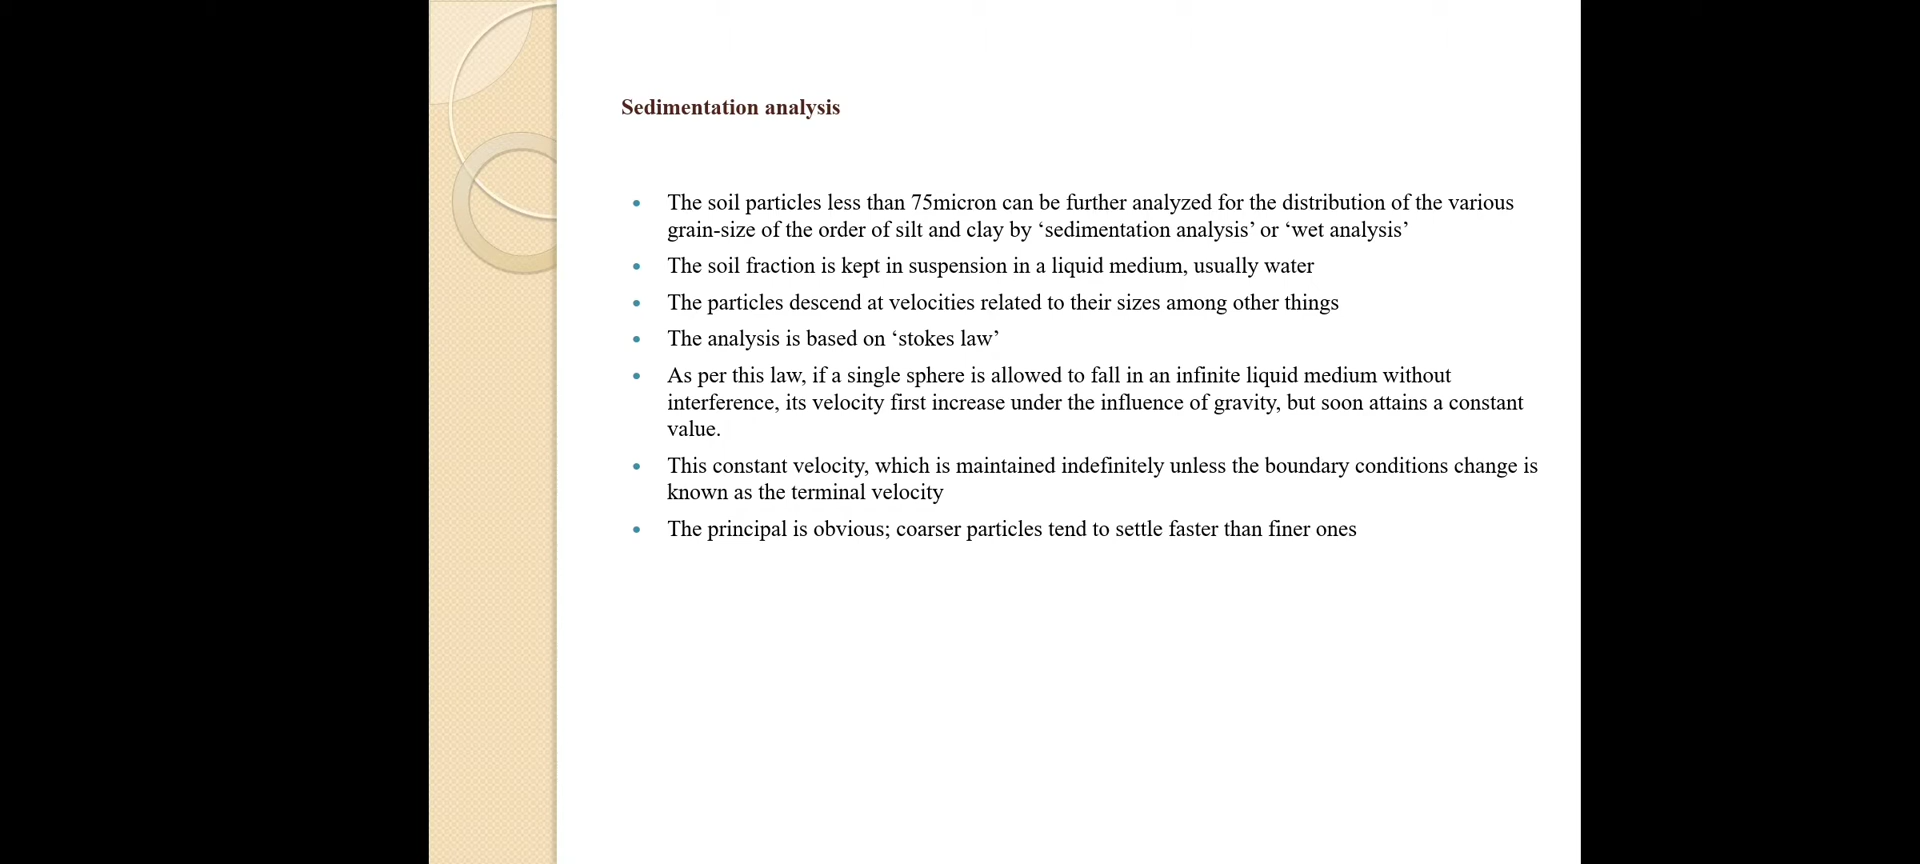 Sedimentation analysis
• The soil particles less than 75micron can be further analyzed for the distribution of the various
grain-size of the order of silt and clay by ‘sedimentation analysis’ or ‘wet analysis’
• The soil fraction is kept in suspension in a liquid medium, usually water
• The particles descend at velocities related to their sizes among other things
• The analysis is based on ‘stokes law’
• As per this law, if a single sphere is allowed to fall in an infinite liquid medium without
interference, its velocity first increase under the influence of gravity, but soon attains a constant
value.
• This constant velocity, which is maintained indefinitely unless the boundary conditions change is
known as the terminal velocity
• The principal is obvious; coarser particles tend to settle faster than finer ones